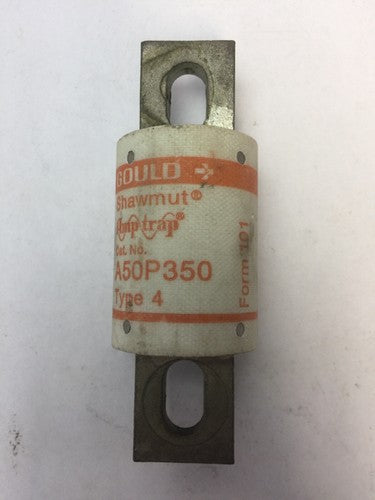 GOULD
Shawmut®
Amp-trap®
Cat. No.
A50P350
Type 4
Form 101